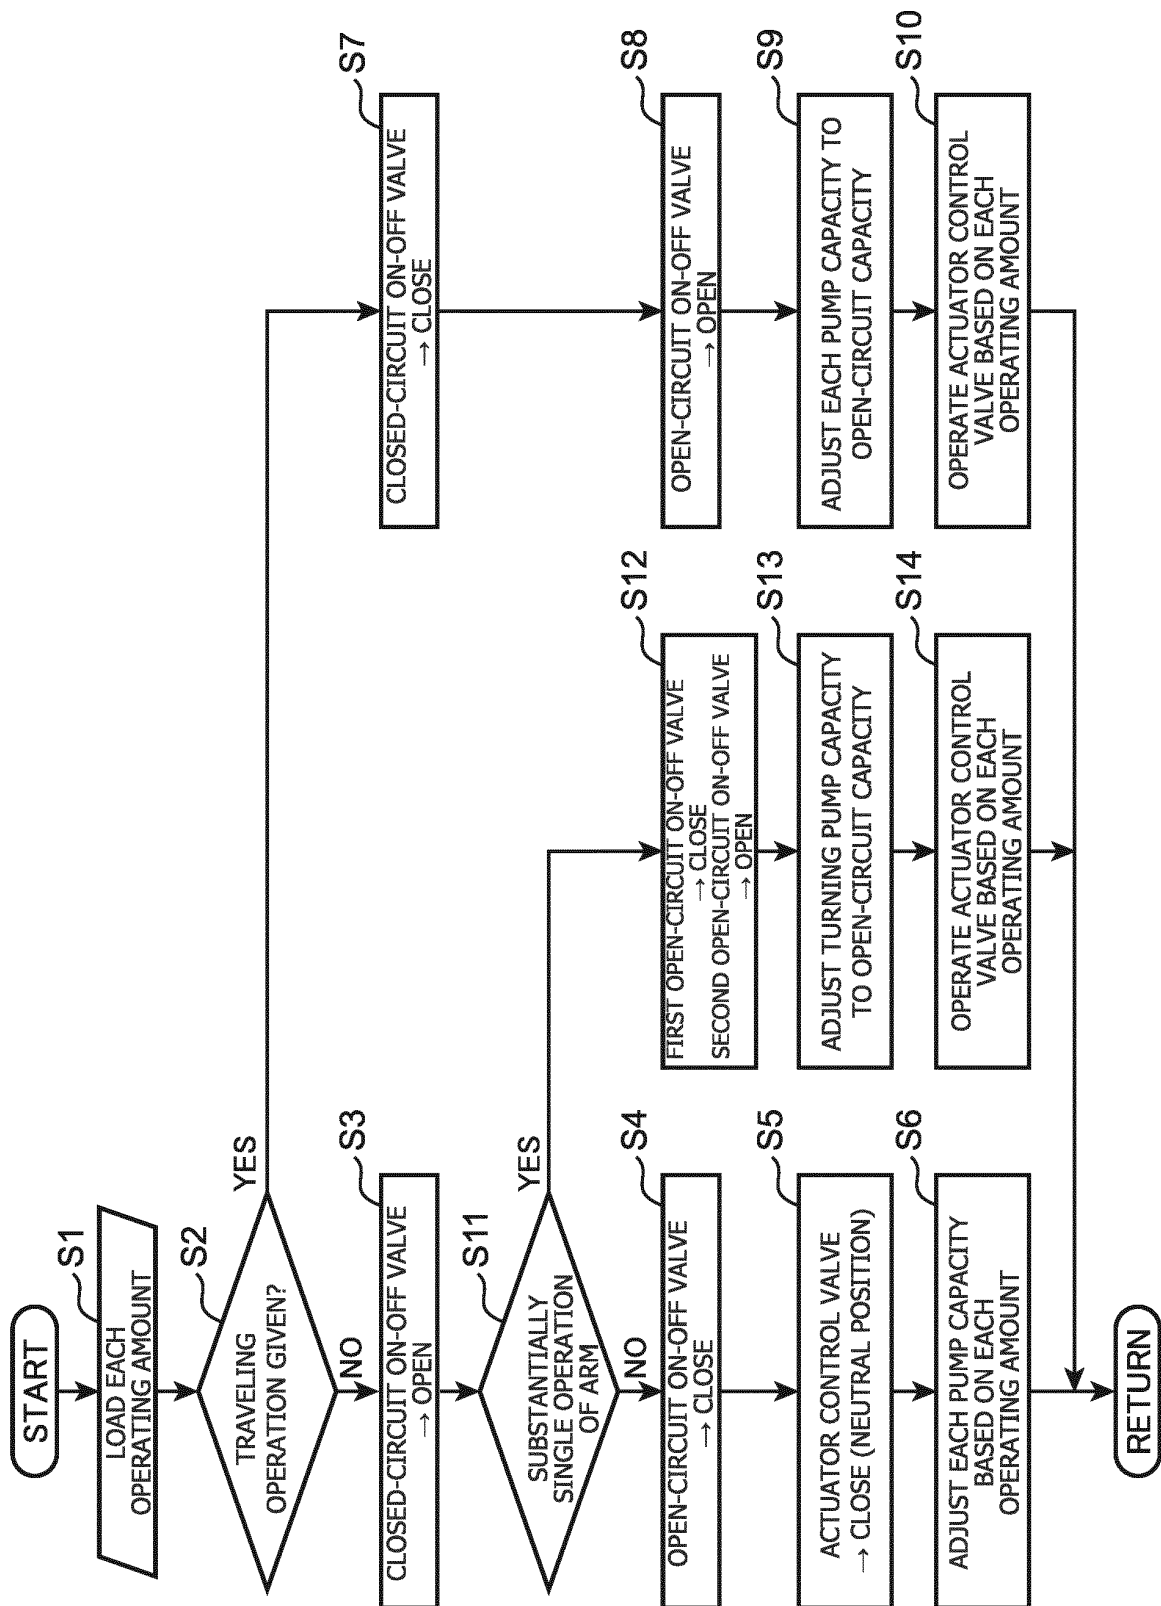 START
S1
LOAD EACH
OPERATING AMOUNT
S2
TRAVELING
OPERATION GIVEN?
YES
NO
S3
CLOSED-CIRCUIT ON-OFF VALVE
→ OPEN
S7
CLOSED-CIRCUIT ON-OFF VALVE
→ CLOSE
S11
SUBSTANTIALLY
SINGLE OPERATION
OF ARM
YES
NO
S4
OPEN-CIRCUIT ON-OFF VALVE
→ CLOSE
S12
FIRST OPEN-CIRCUIT ON-OFF VALVE
→ CLOSE
SECOND OPEN-CIRCUIT ON-OFF VALVE
→ OPEN
S8
OPEN-CIRCUIT ON-OFF VALVE
→ OPEN
S5
ACTUATOR CONTROL VALVE
→ CLOSE (NEUTRAL POSITION)
S13
ADJUST TURNING PUMP CAPACITY
TO OPEN-CIRCUIT CAPACITY
S9
ADJUST EACH PUMP CAPACITY TO
OPEN-CIRCUIT CAPACITY
S6
ADJUST EACH PUMP CAPACITY
BASED ON EACH
OPERATING AMOUNT
S14
OPERATE ACTUATOR CONTROL
VALVE BASED ON EACH
OPERATING AMOUNT
S10
OPERATE ACTUATOR CONTROL
VALVE BASED ON EACH
OPERATING AMOUNT
RETURN